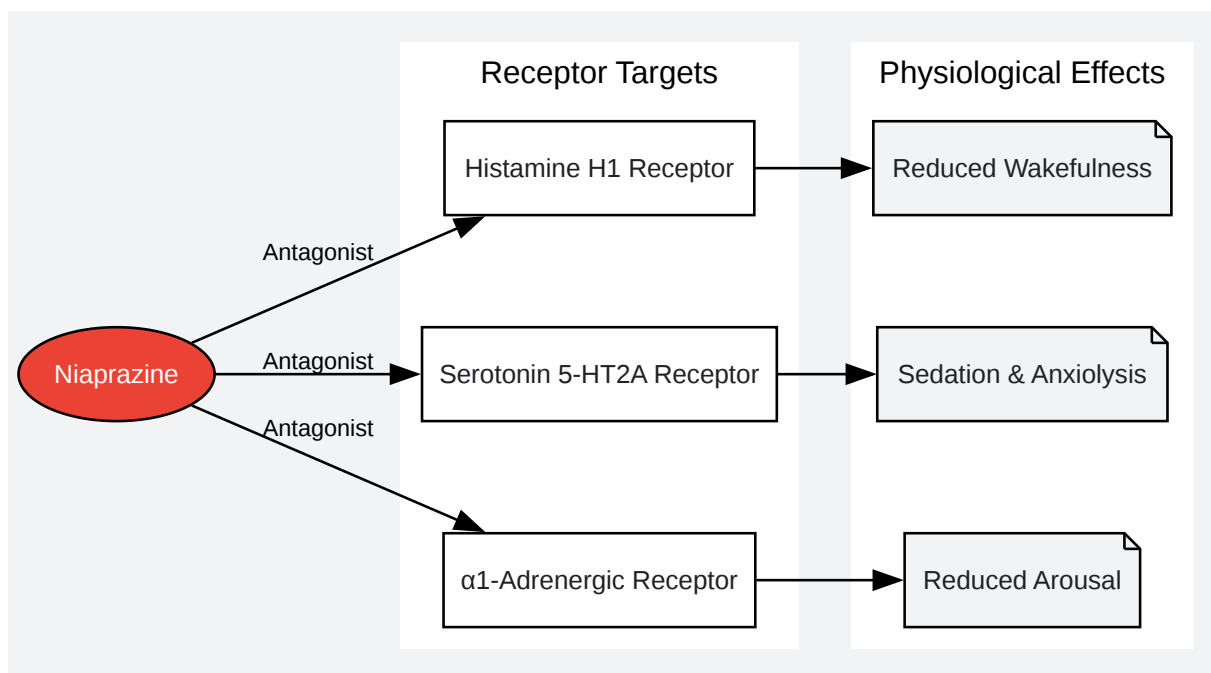 Receptor Targets
Physiological Effects
Histamine H1 Receptor
Reduced Wakefulness
Antagonist
Niaprazine
Antagonist
Serotonin 5-HT2A Receptor
Sedation & Anxiolysis
Antagonist
α1-Adrenergic Receptor
Reduced Arousal